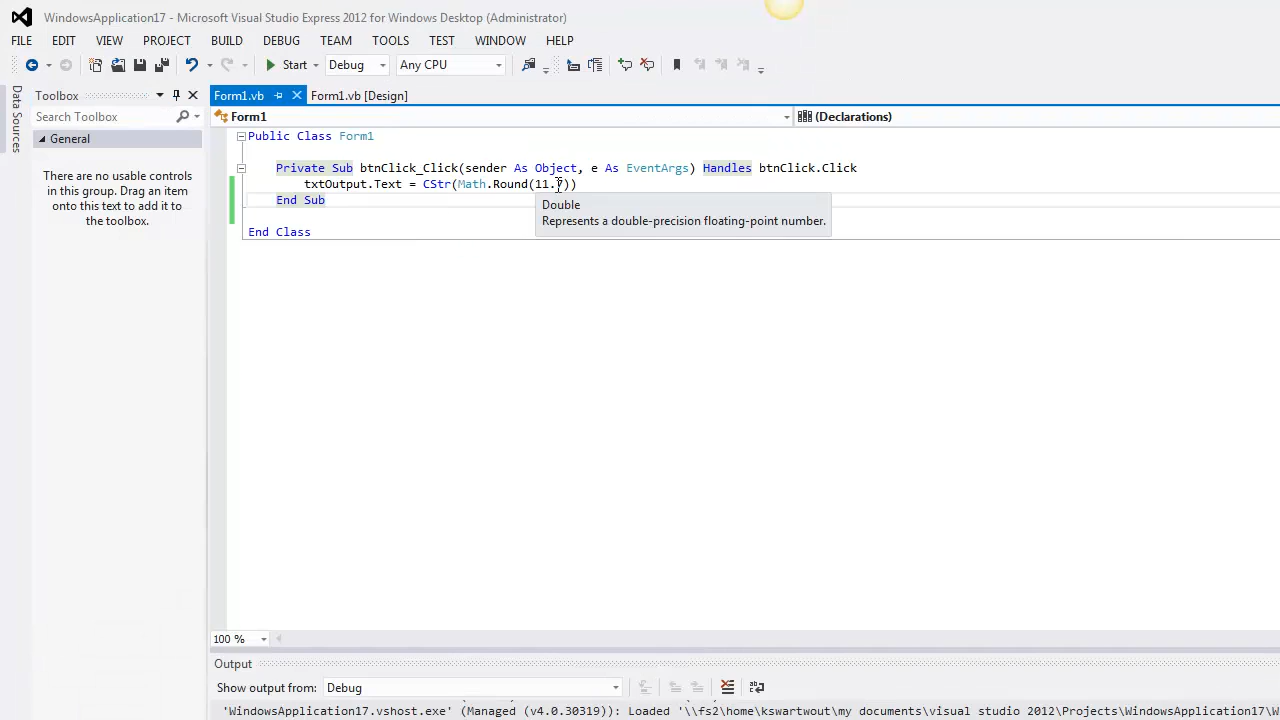 WindowsApplication17 - Microsoft Visual Studio Express 2012 for Windows Desktop (Administrator)
FILE EDIT VIEW PROJECT BUILD DEBUG TEAM TOOLS TEST WINDOW HELP
Start Debug Any CPU
Data Sources
Toolbox
Search Toolbox
General
There are no usable controls
in this group. Drag an item
onto this text to add it to
the toolbox.
Form1.vb Form1.vb [Design]
Form1 (Declarations)
Public Class Form1
Private Sub btnClick_Click(sender As Object, e As EventArgs) Handles btnClick.Click
txtOutput.Text = CStr(Math.Round(11.
End Sub
End Class
Double
Represents a double-precision floating-point number.
100 %
Output
Show output from: Debug
'WindowsApplication17.vshost.exe' (Managed (v4.0.30319)): Loaded '\\fs2\home\kswartwout\my documents\visual studio 2012\Projects\WindowsApplication17\